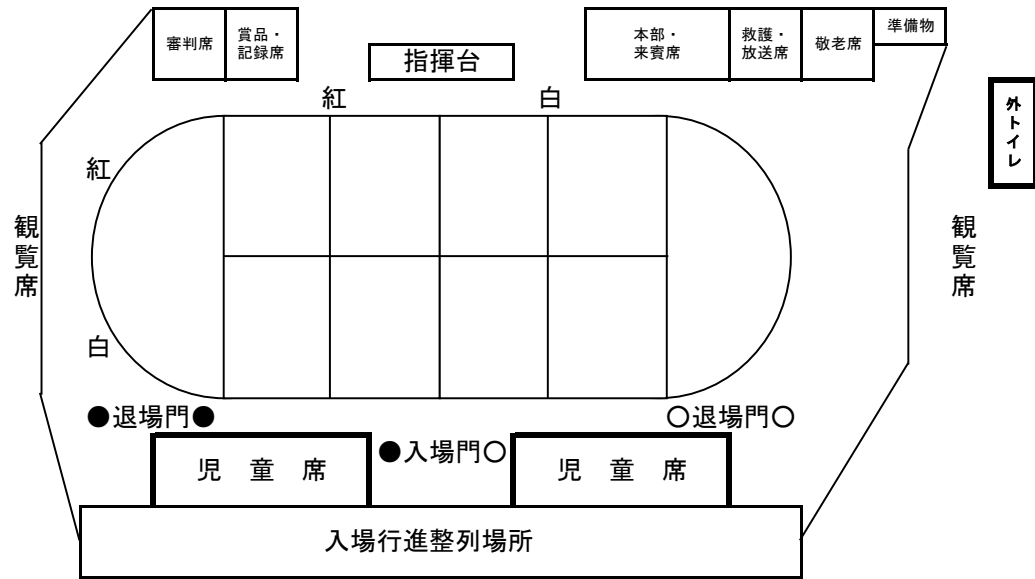 審判席
賞品・
記録席
指揮台
本部・
来賓席
救護・
放送席
敬老席
準備物
外トイレ
紅
白
紅
白
観覧席
観覧席
●退場門●
○退場門○
●入場門○
児童席
児童席
入場行進整列場所